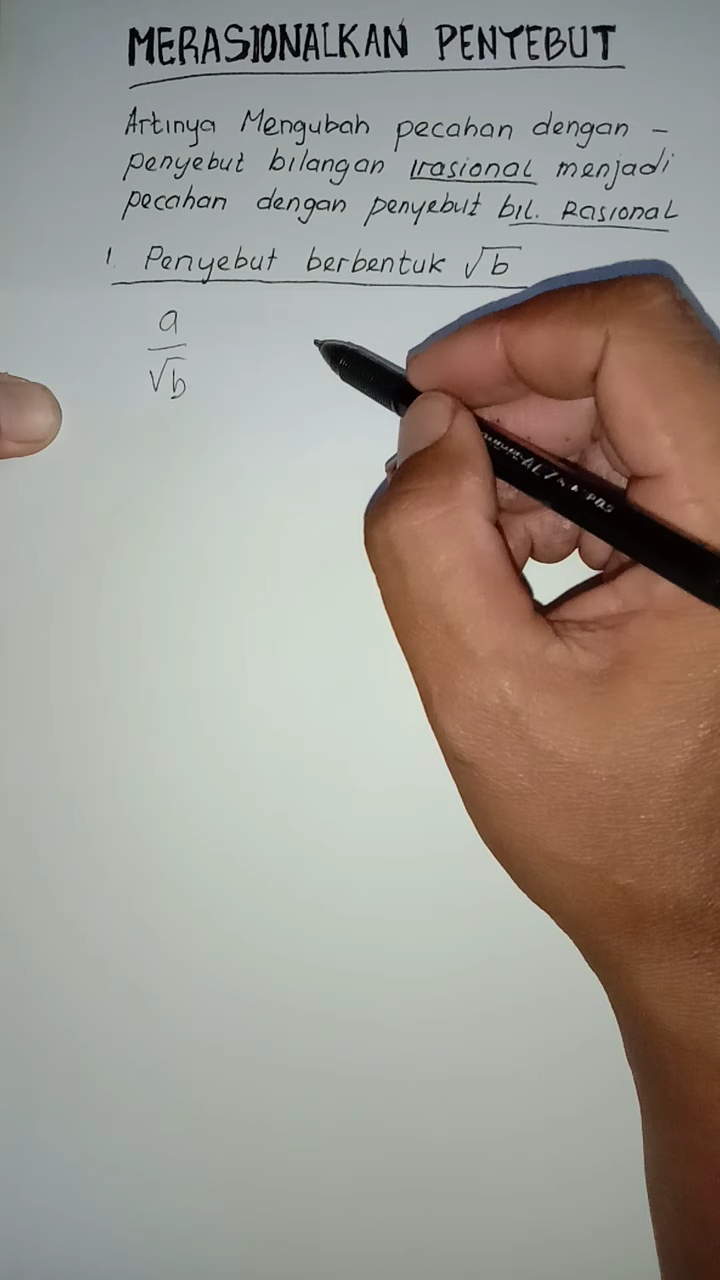 MERASIONALKAN PENYEBUT
Artinya Mengubah pecahan dengan -
penyebut bilangan irasional menjadi
pecahan dengan penyebut bil. Rasional
1. Penyebut berbentuk √b
a
√b